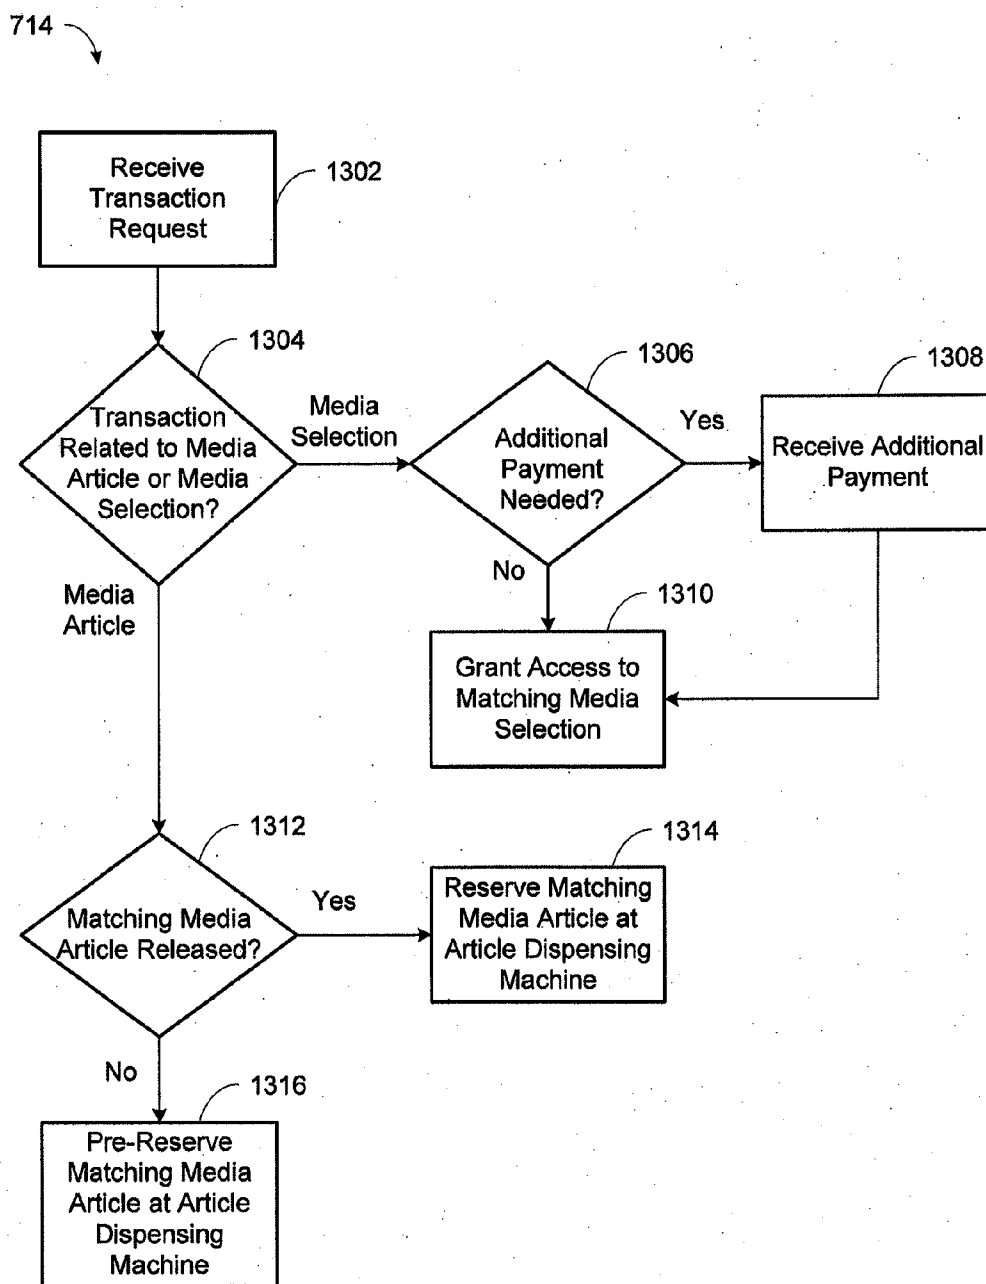 714
Receive
Transaction
Request
1302
Transaction
Related to Media
Article or Media
Selection?
1304
Media
Selection
Additional
Payment
Needed?
1306
Yes
Receive Additional
Payment
1308
No
Grant Access to
Matching Media
Selection
1310
Media
Article
Matching Media
Article Released?
1312
Yes
Reserve Matching
Media Article at
Article Dispensing
Machine
1314
No
Pre-Reserve
Matching Media
Article at Article
Dispensing
Machine
1316